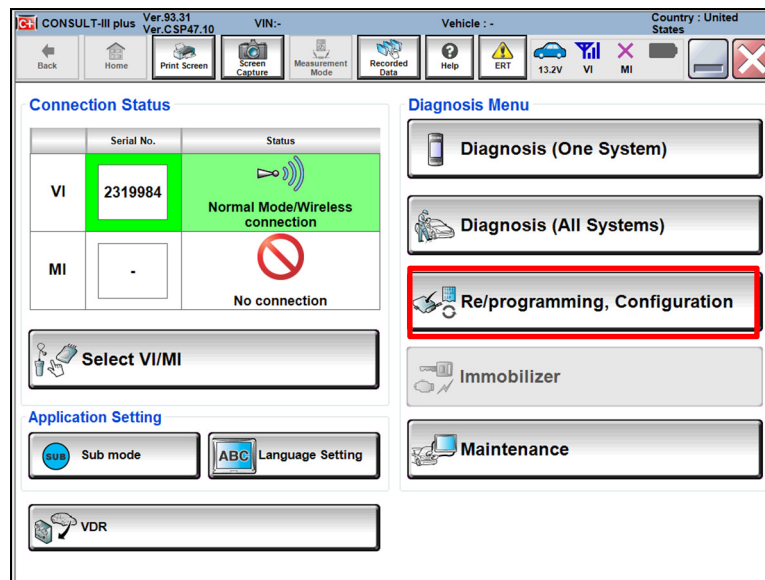 C+ CONSULT-III plus Ver.93.31
Ver.CSP47.10
VIN:-
Vehicle : -
Country : United
States
Back
Home
Print Screen
Screen
Capture
Measurement
Mode
Recorded
Data
Help
ERT
13.2V
VI
MI
Connection Status
Serial No.
Status
VI
2319984
Normal Mode/Wireless
connection
MI
-
No connection
Select VI/MI
Application Setting
SUB Sub mode
ABC Language Setting
VDR
Diagnosis Menu
Diagnosis (One System)
Diagnosis (All Systems)
Re/programming, Configuration
Immobilizer
Maintenance